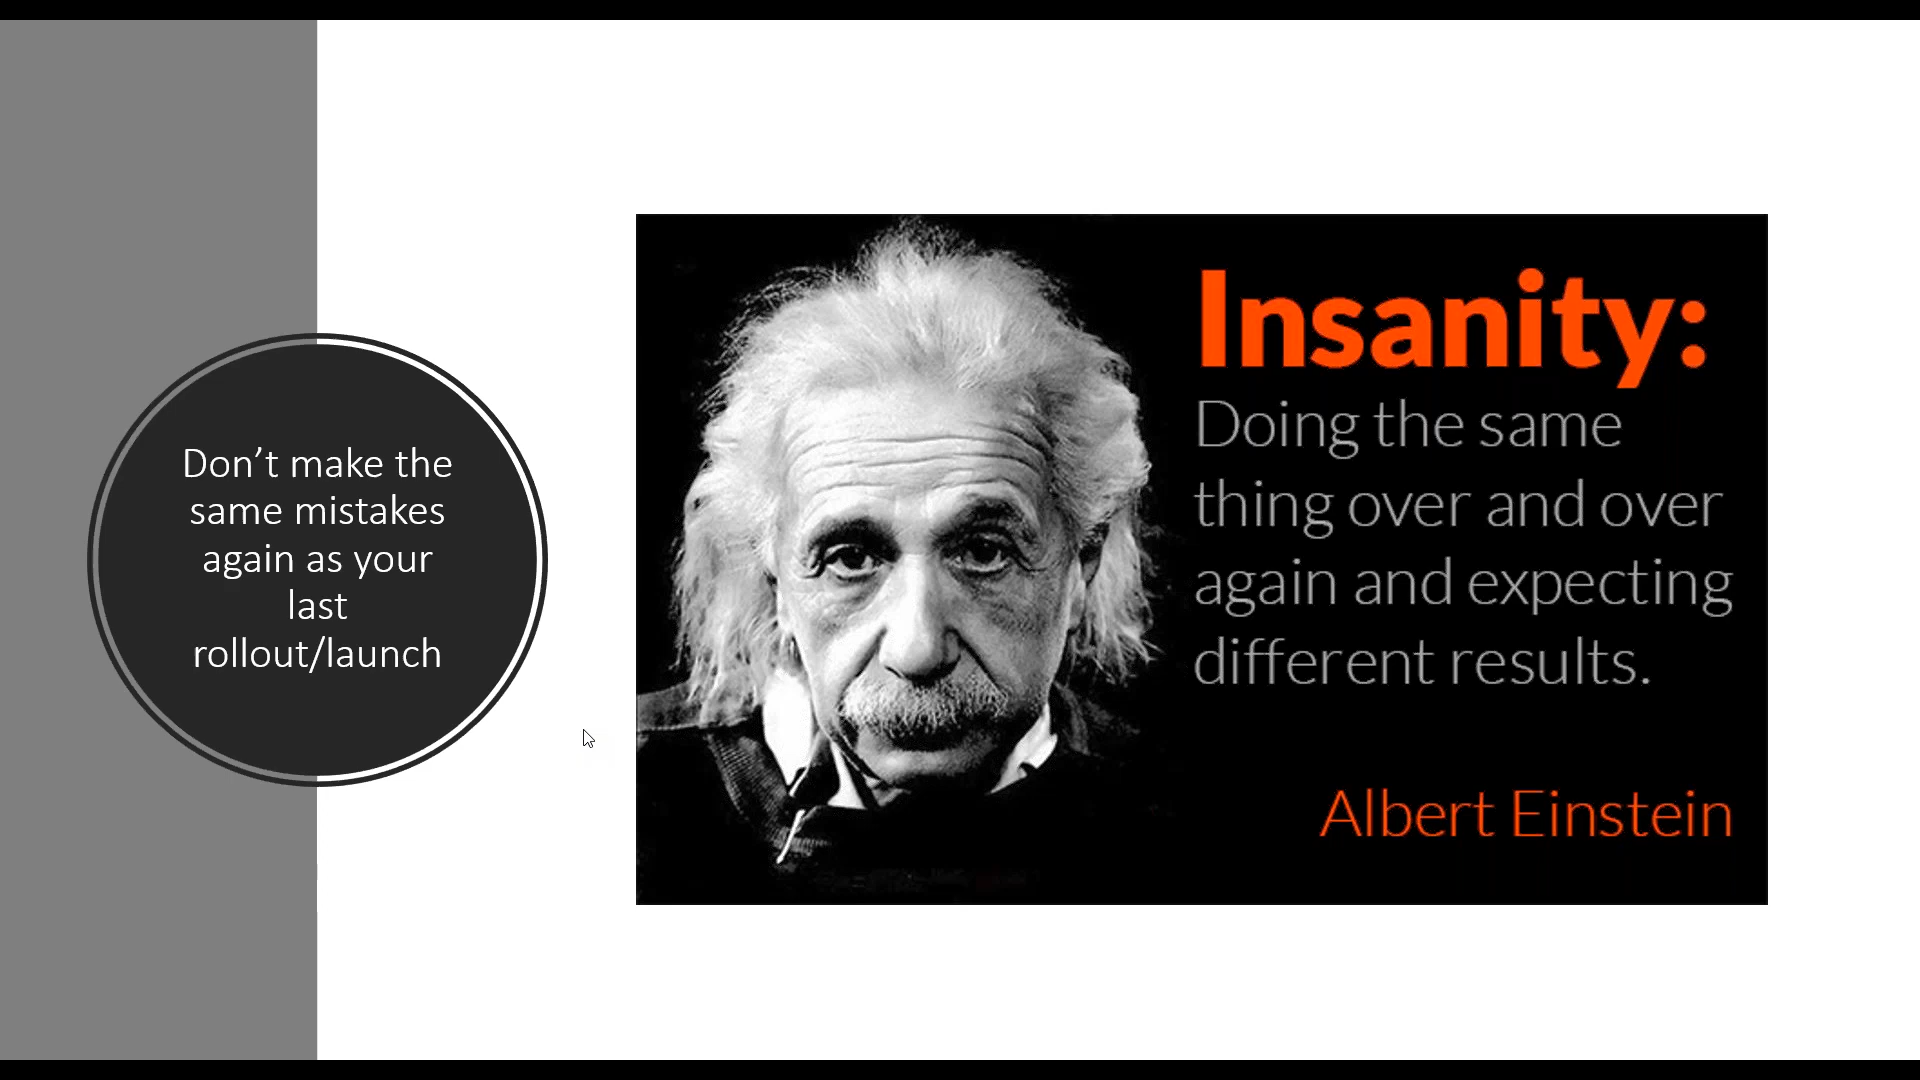 Don’t make the
same mistakes
again as your
last
rollout/launch
Insanity:
Doing the same
thing over and over
again and expecting
different results.
Albert Einstein